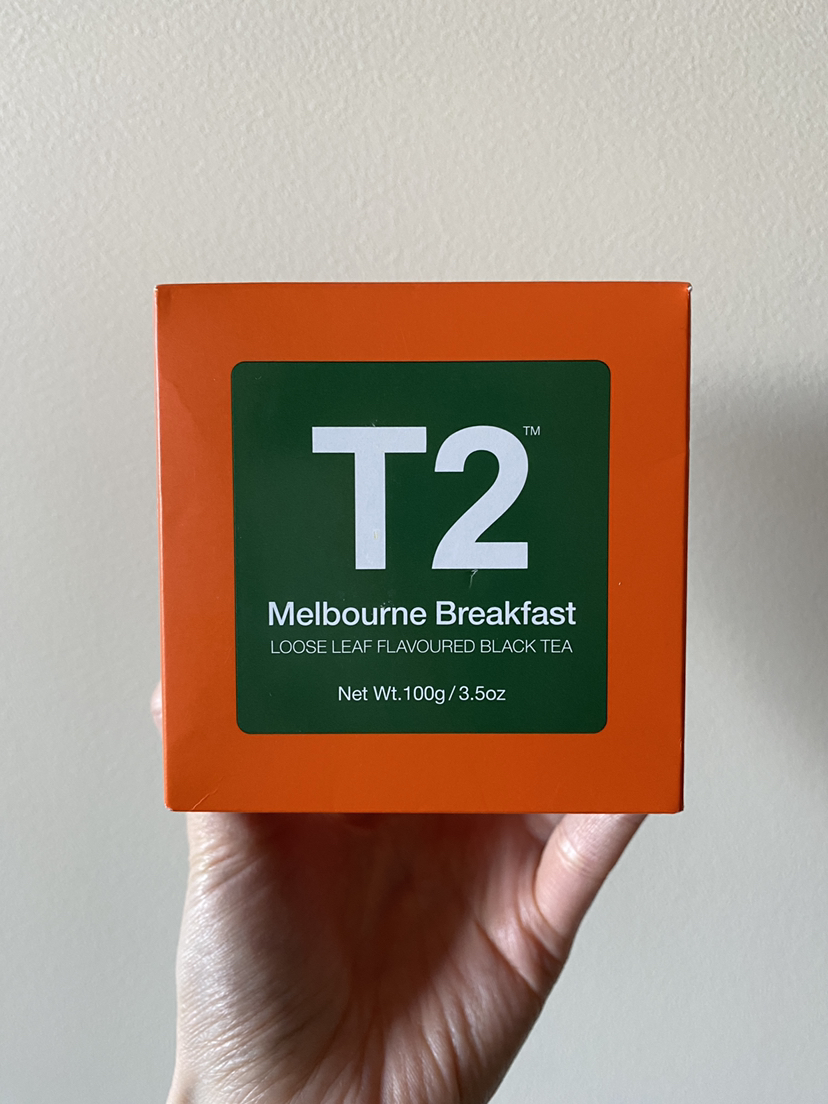 T2™
Melbourne Breakfast
LOOSE LEAF FLAVOURED BLACK TEA
Net Wt.100g/3.5oz